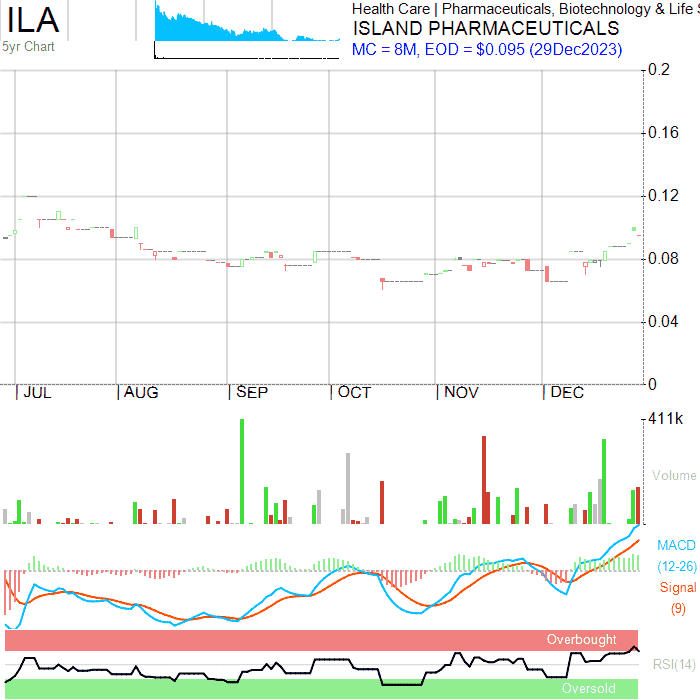 ILA
5yr Chart
Health Care | Pharmaceuticals, Biotechnology & Life
ISLAND PHARMACEUTICALS
MC = 8M, EOD = $0.095 (29Dec2023)
0.2
0.16
0.12
0.08
0.04
0
JUL AUG SEP OCT NOV DEC
411k
Volume
MACD
(12-26)
Signal
(9)
Overbought
RSI(14)
Oversold